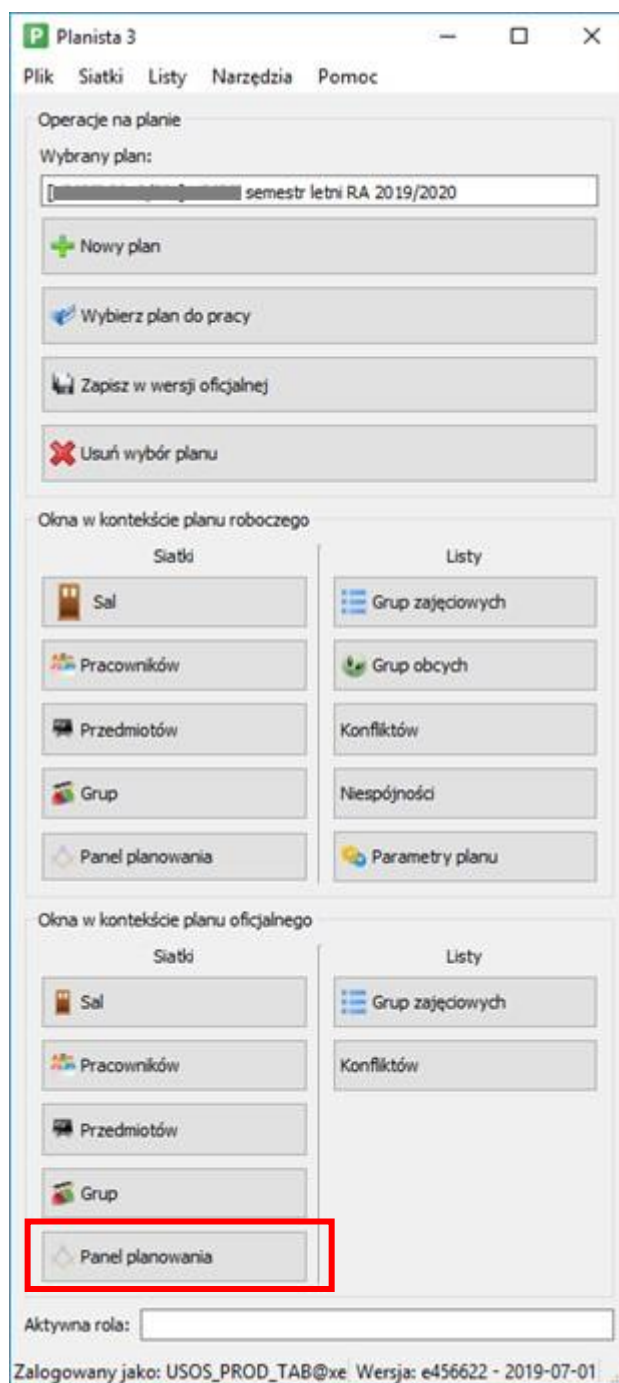 Planista 3
Plik Siatki Listy Narzędzia Pomoc
Operacje na planie
Wybrany plan:
[ semestr letni RA 2019/2020
Nowy plan
Wybierz plan do pracy
Zapisz w wersji oficjalnej
Usuń wybór planu
Okna w kontekście planu roboczego
Siatki Listy
Sal Grup zajęciowych
Pracowników Grup obcych
Przedmiotów Konfliktów
Grup Niespójności
Panel planowania Parametry planu
Okna w kontekście planu oficjalnego
Siatki Listy
Sal Grup zajęciowych
Pracowników Konfliktów
Przedmiotów
Grup
Panel planowania
Aktywna rola:
Zalogowany jako: USOS_PROD_TAB@xe Wersja: e456622 - 2019-07-01